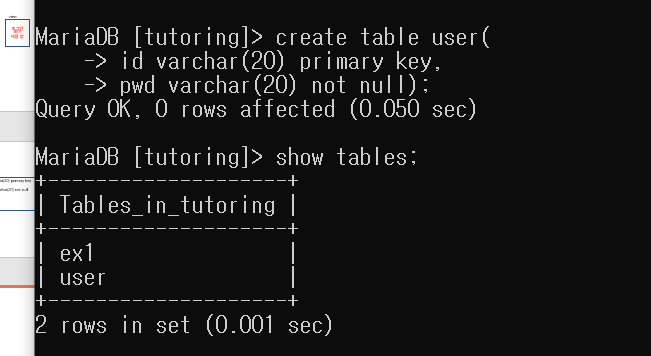 MariaDB [tutoring]> create table user(
    -> id varchar(20) primary key,
    -> pwd varchar(20) not null);
Query OK, 0 rows affected (0.050 sec)
MariaDB [tutoring]> show tables;
+--------------------+
| Tables_in_tutoring |
+--------------------+
| ex1                |
| user               |
+--------------------+
2 rows in set (0.001 sec)